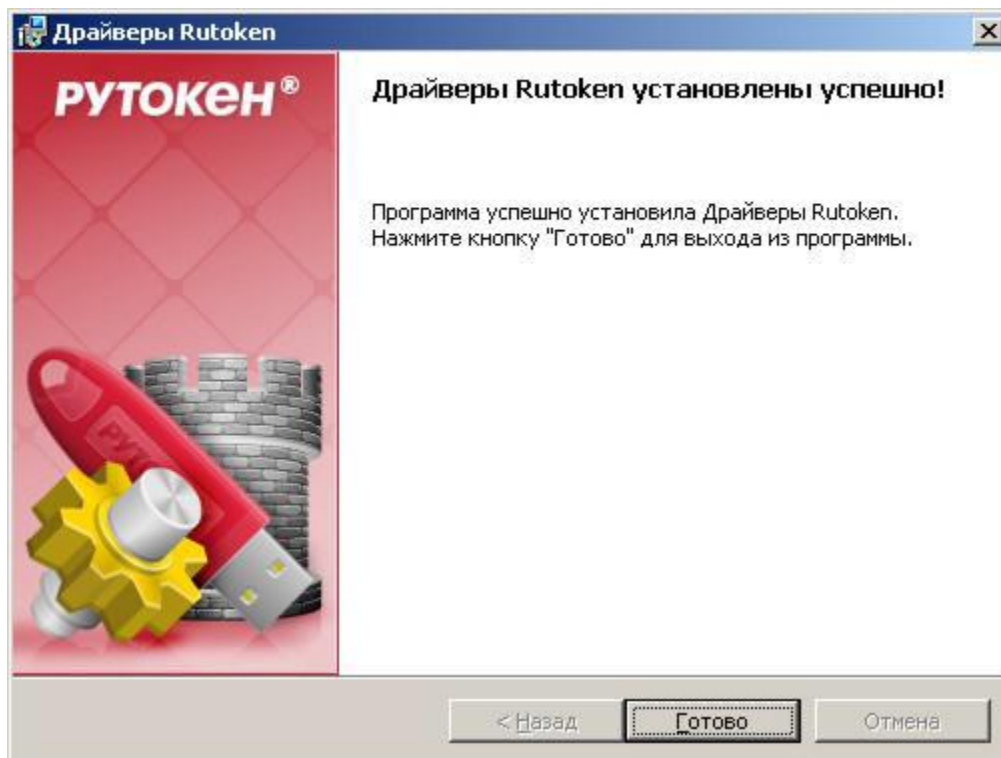 Драйверы Rutoken
РУТОКЕН®
Драйверы Rutoken установлены успешно!
Программа успешно установила Драйверы Rutoken.
Нажмите кнопку "Готово" для выхода из программы.
РУТОК
< Назад
Готово
Отмена